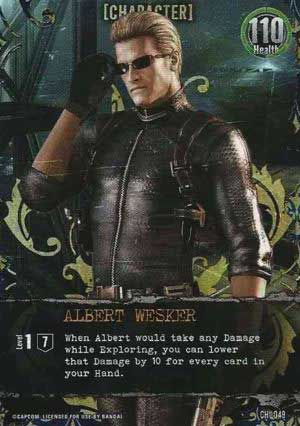 [CHARACTER]
110
Health
ALBERT WESKER
Level 1 7
When Albert would take any Damage
while Exploring, you can lower
that Damage by 10 for every card in
your Hand.
©CAPCOM. LICENSED FOR USE BY BANDAI
CH-049